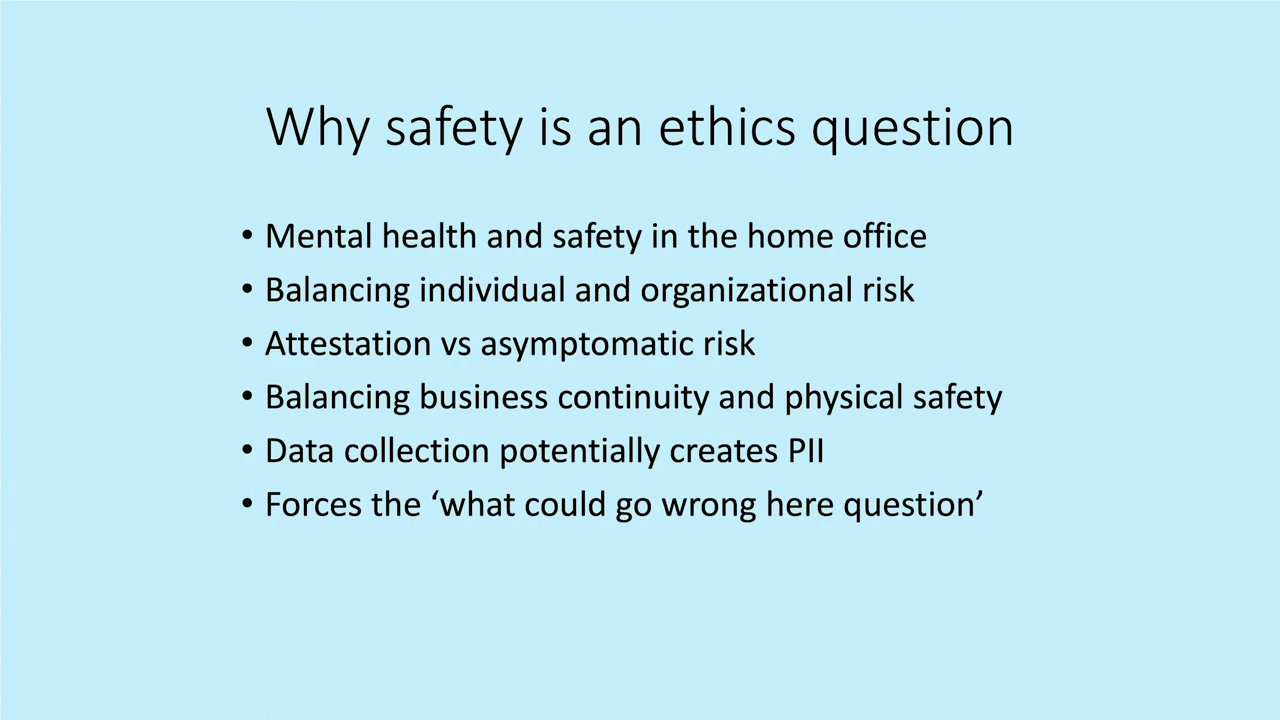 Why safety is an ethics question
• Mental health and safety in the home office
• Balancing individual and organizational risk
• Attestation vs asymptomatic risk
• Balancing business continuity and physical safety
• Data collection potentially creates PII
• Forces the ‘what could go wrong here question’